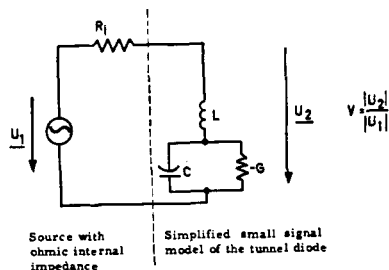 Ri
L
U1
U2
V = |U2| / |U1|
C
-G
Source with
ohmic internal
impedance
Simplified small signal
model of the tunnel diode